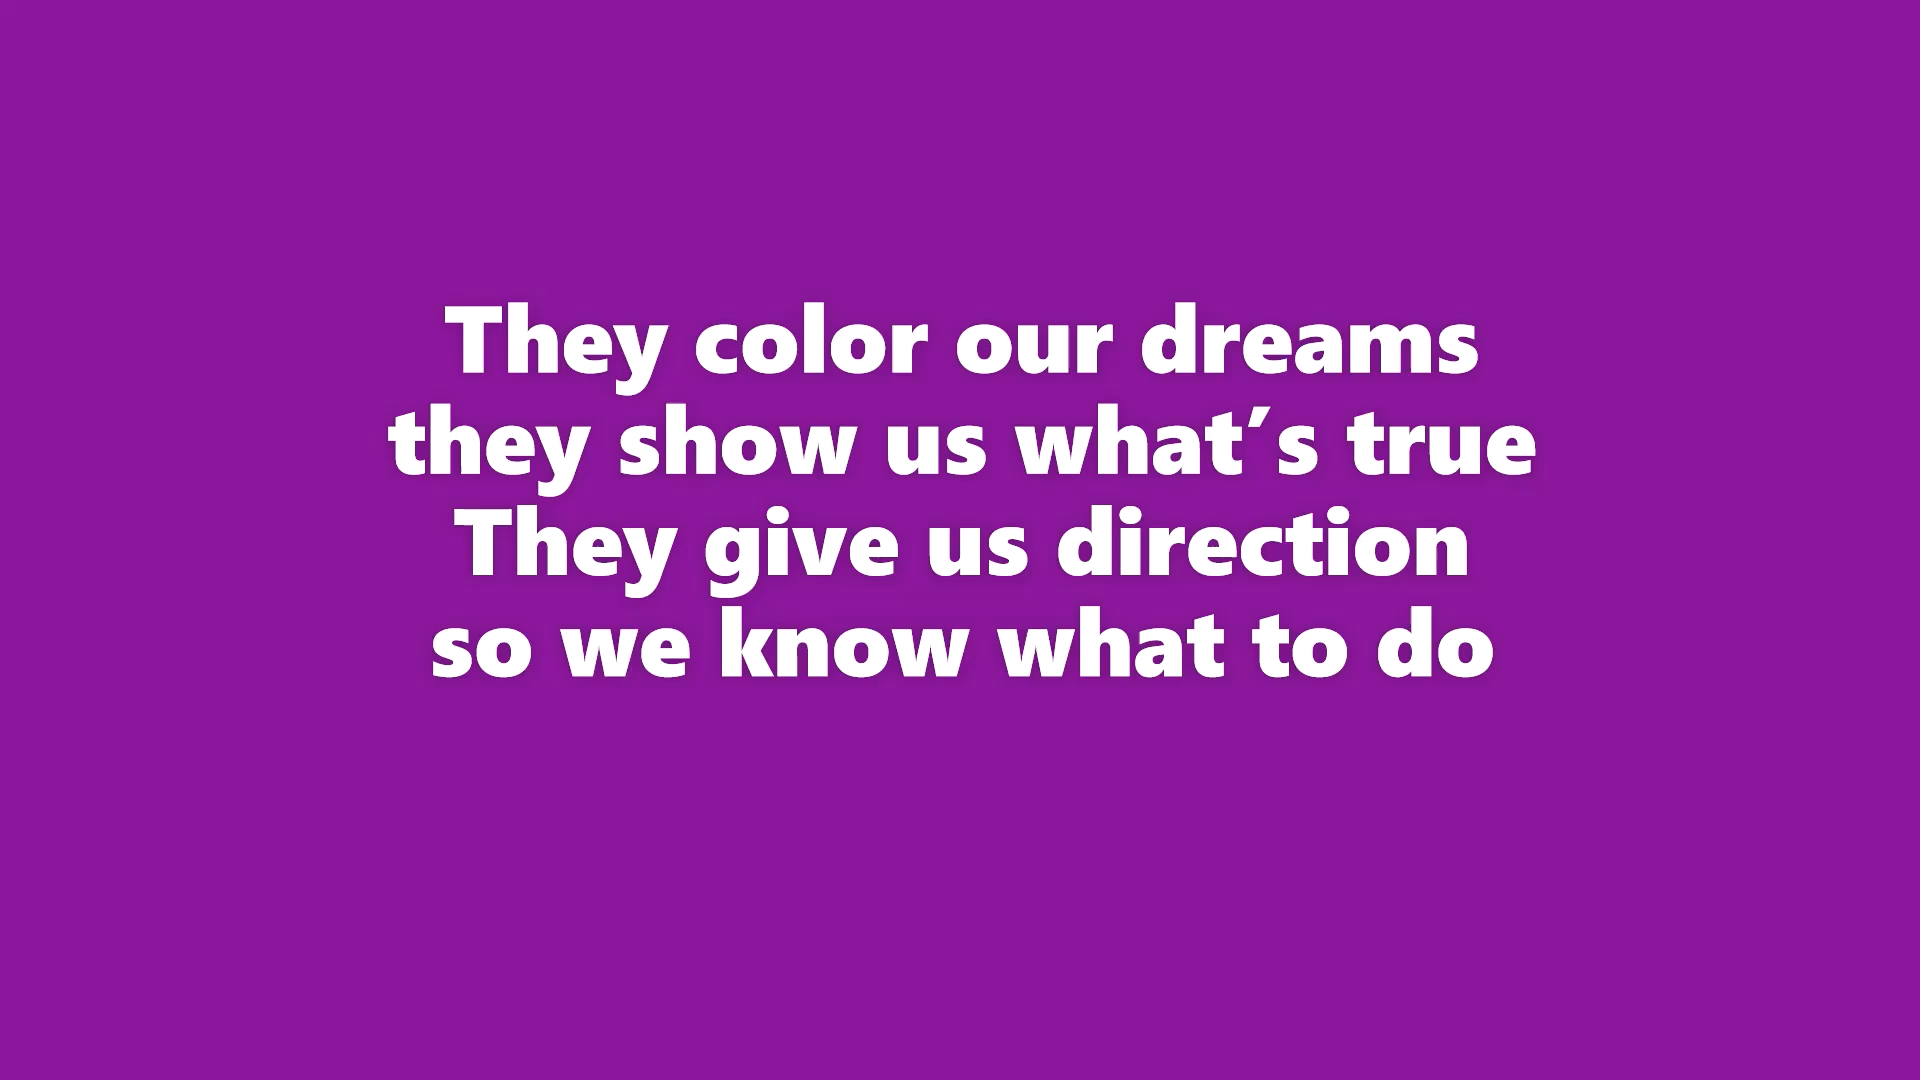 They color our dreams
they show us what’s true
They give us direction
so we know what to do